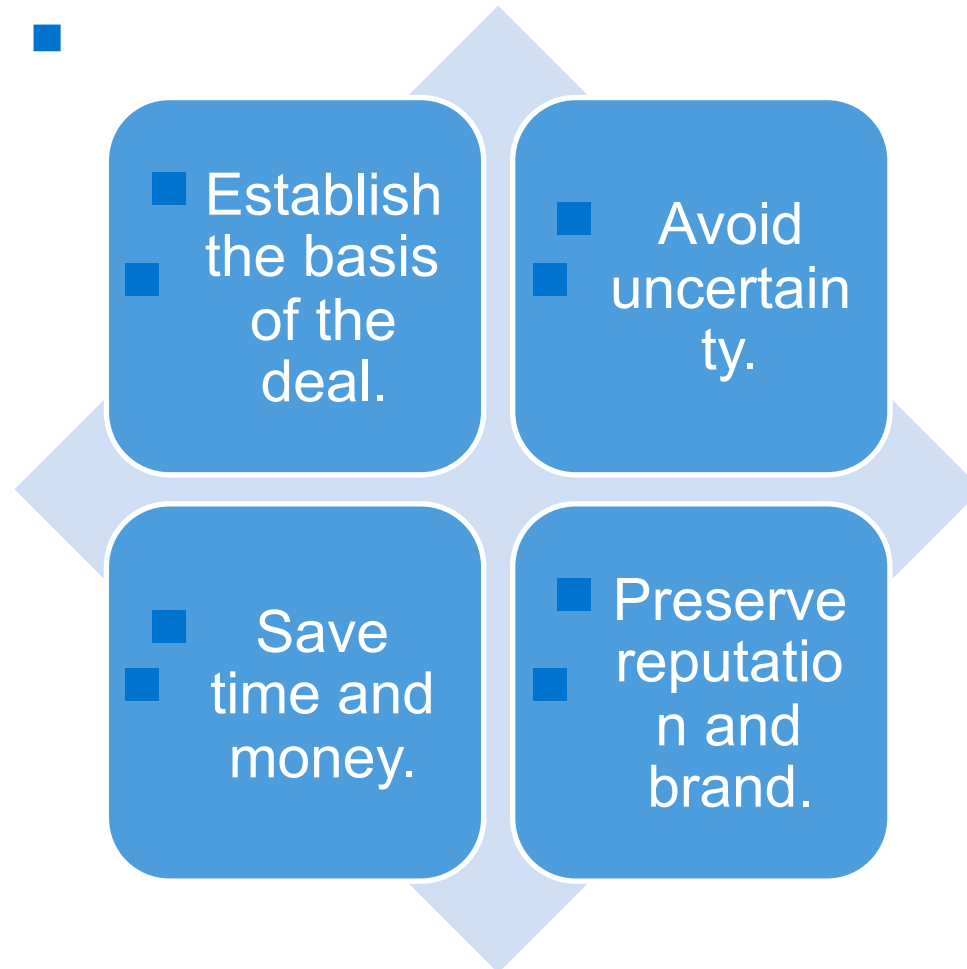 Establish
the basis
of the
deal.
Avoid
uncertain
ty.
Save
time and
money.
Preserve
reputatio
n and
brand.